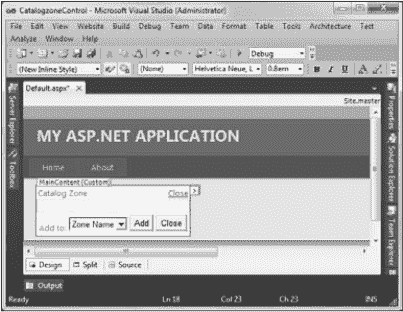 CatalogzoneControl - Microsoft Visual Studio (Administrator)
File Edit View Website Build Debug Team Data Format Table Tools Architecture Test
Analyze Window Help
Debug
(New Inline Style) (None) Helvetica Neue, L 0.8em B I U A
Default.aspx* ×
Site.master
MY ASP.NET APPLICATION
Home About
MainContent (Custom)
Catalog Zone Close
Add to: Zone Name Add Close
Design Split Source
Output
Ready Ln 18 Col 23 Ch 23 INS
Server Explorer
Toolbox
Properties
Solution Explorer
Team Explorer